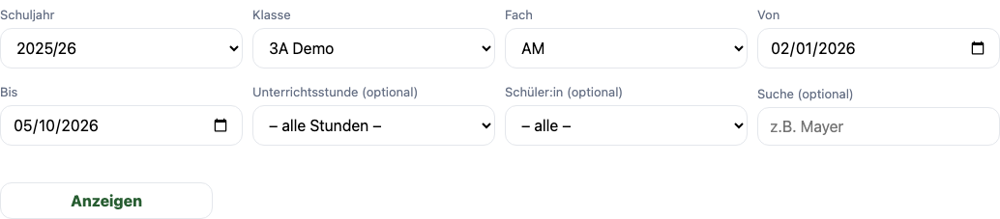 Schuljahr Klasse Fach Von
2025/26 3A Demo AM 02/01/2026
Bis Unterrichtsstunde (optional) Schüler:in (optional) Suche (optional)
05/10/2026 – alle Stunden – – alle – z.B. Mayer
Anzeigen